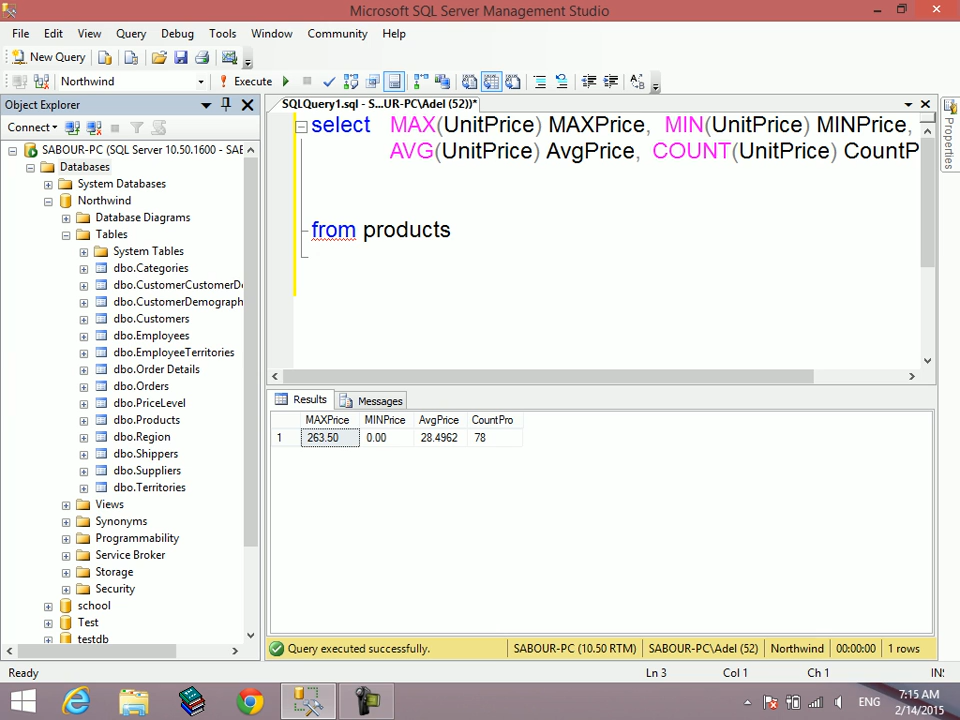 Microsoft SQL Server Management Studio
File Edit View Query Debug Tools Window Community Help
New Query
Northwind Execute
Object Explorer
SQLQuery1.sql - S...UR-PC\Adel (52))*
Connect
Properties
SABOUR-PC (SQL Server 10.50.1600 - SAB
Databases
System Databases
Northwind
Database Diagrams
Tables
System Tables
dbo.Categories
dbo.CustomerCustomerD
dbo.CustomerDemograph
dbo.Customers
dbo.Employees
dbo.EmployeeTerritories
dbo.Order Details
dbo.Orders
dbo.PriceLevel
dbo.Products
dbo.Region
dbo.Shippers
dbo.Suppliers
dbo.Territories
Views
Synonyms
Programmability
Service Broker
Storage
Security
school
Test
testdb
select MAX(UnitPrice) MAXPrice, MIN(UnitPrice) MINPrice,
AVG(UnitPrice) AvgPrice, COUNT(UnitPrice) CountP
from products
Results Messages
MAXPrice MINPrice AvgPrice CountPro
1 263.50 0.00 28.4962 78
Query executed successfully. SABOUR-PC (10.50 RTM) SABOUR-PC\Adel (52) Northwind 00:00:00 1 rows
Ready Ln 3 Col 1 Ch 1 INS
ENG
7:15 AM
2/14/2015